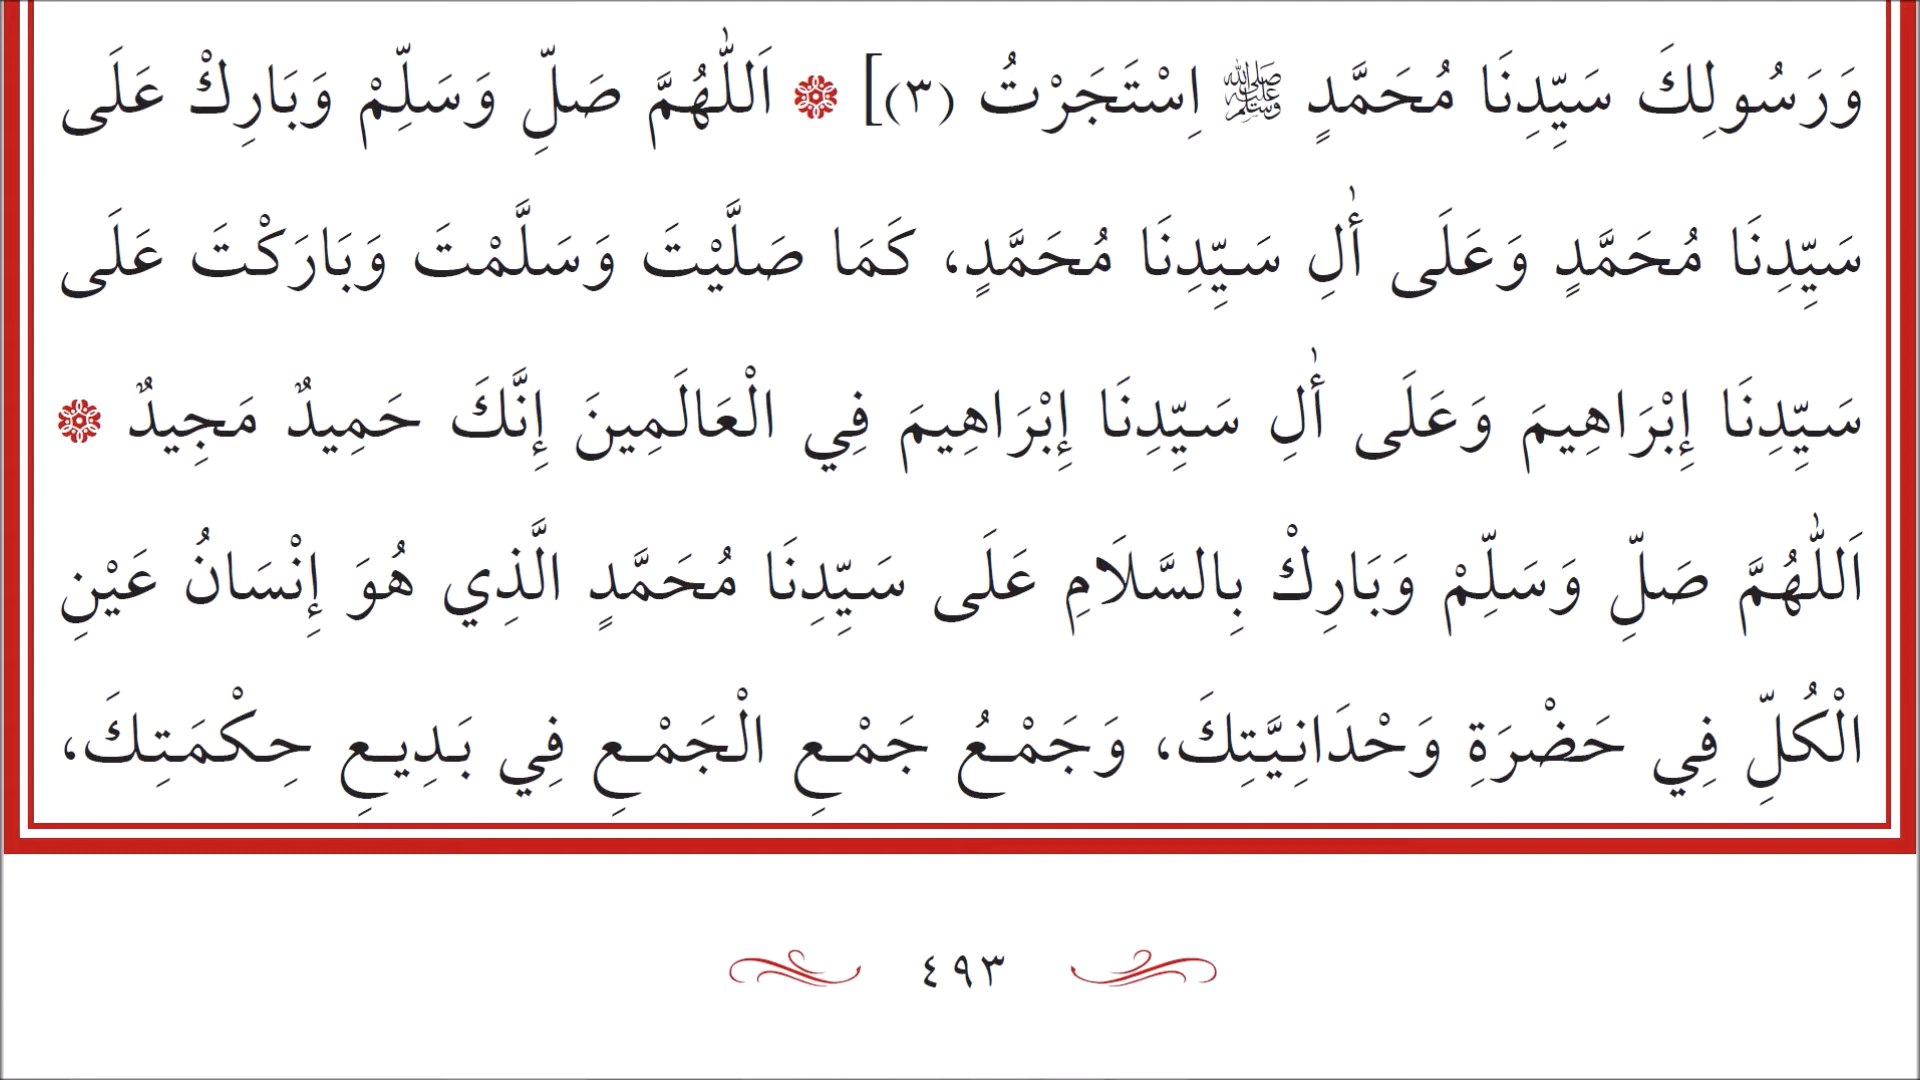 وَرَسُولِكَ سَيِّدِنَا مُحَمَّدٍ ﷺ اِسْتَجَرْتُ (٣)] ۞ اَللّٰهُمَّ صَلِّ وَسَلِّمْ وَبَارِكْ عَلَى
سَيِّدِنَا مُحَمَّدٍ وَعَلَى أٰلِ سَيِّدِنَا مُحَمَّدٍ، كَمَا صَلَّيْتَ وَسَلَّمْتَ وَبَارَكْتَ عَلَى
سَيِّدِنَا إِبْرَاهِيمَ وَعَلَى أٰلِ سَيِّدِنَا إِبْرَاهِيمَ فِي الْعَالَمِينَ إِنَّكَ حَمِيدٌ مَجِيدٌ ۞
اَللّٰهُمَّ صَلِّ وَسَلِّمْ وَبَارِكْ بِالسَّلَامِ عَلَى سَيِّدِنَا مُحَمَّدٍ الَّذِي هُوَ إِنْسَانُ عَيْنِ
الْكُلِّ فِي حَضْرَةِ وَحْدَانِيَّتِكَ، وَجَمْعُ جَمْعِ الْجَمْعِ فِي بَدِيعِ حِكْمَتِكَ،
٤٩٣